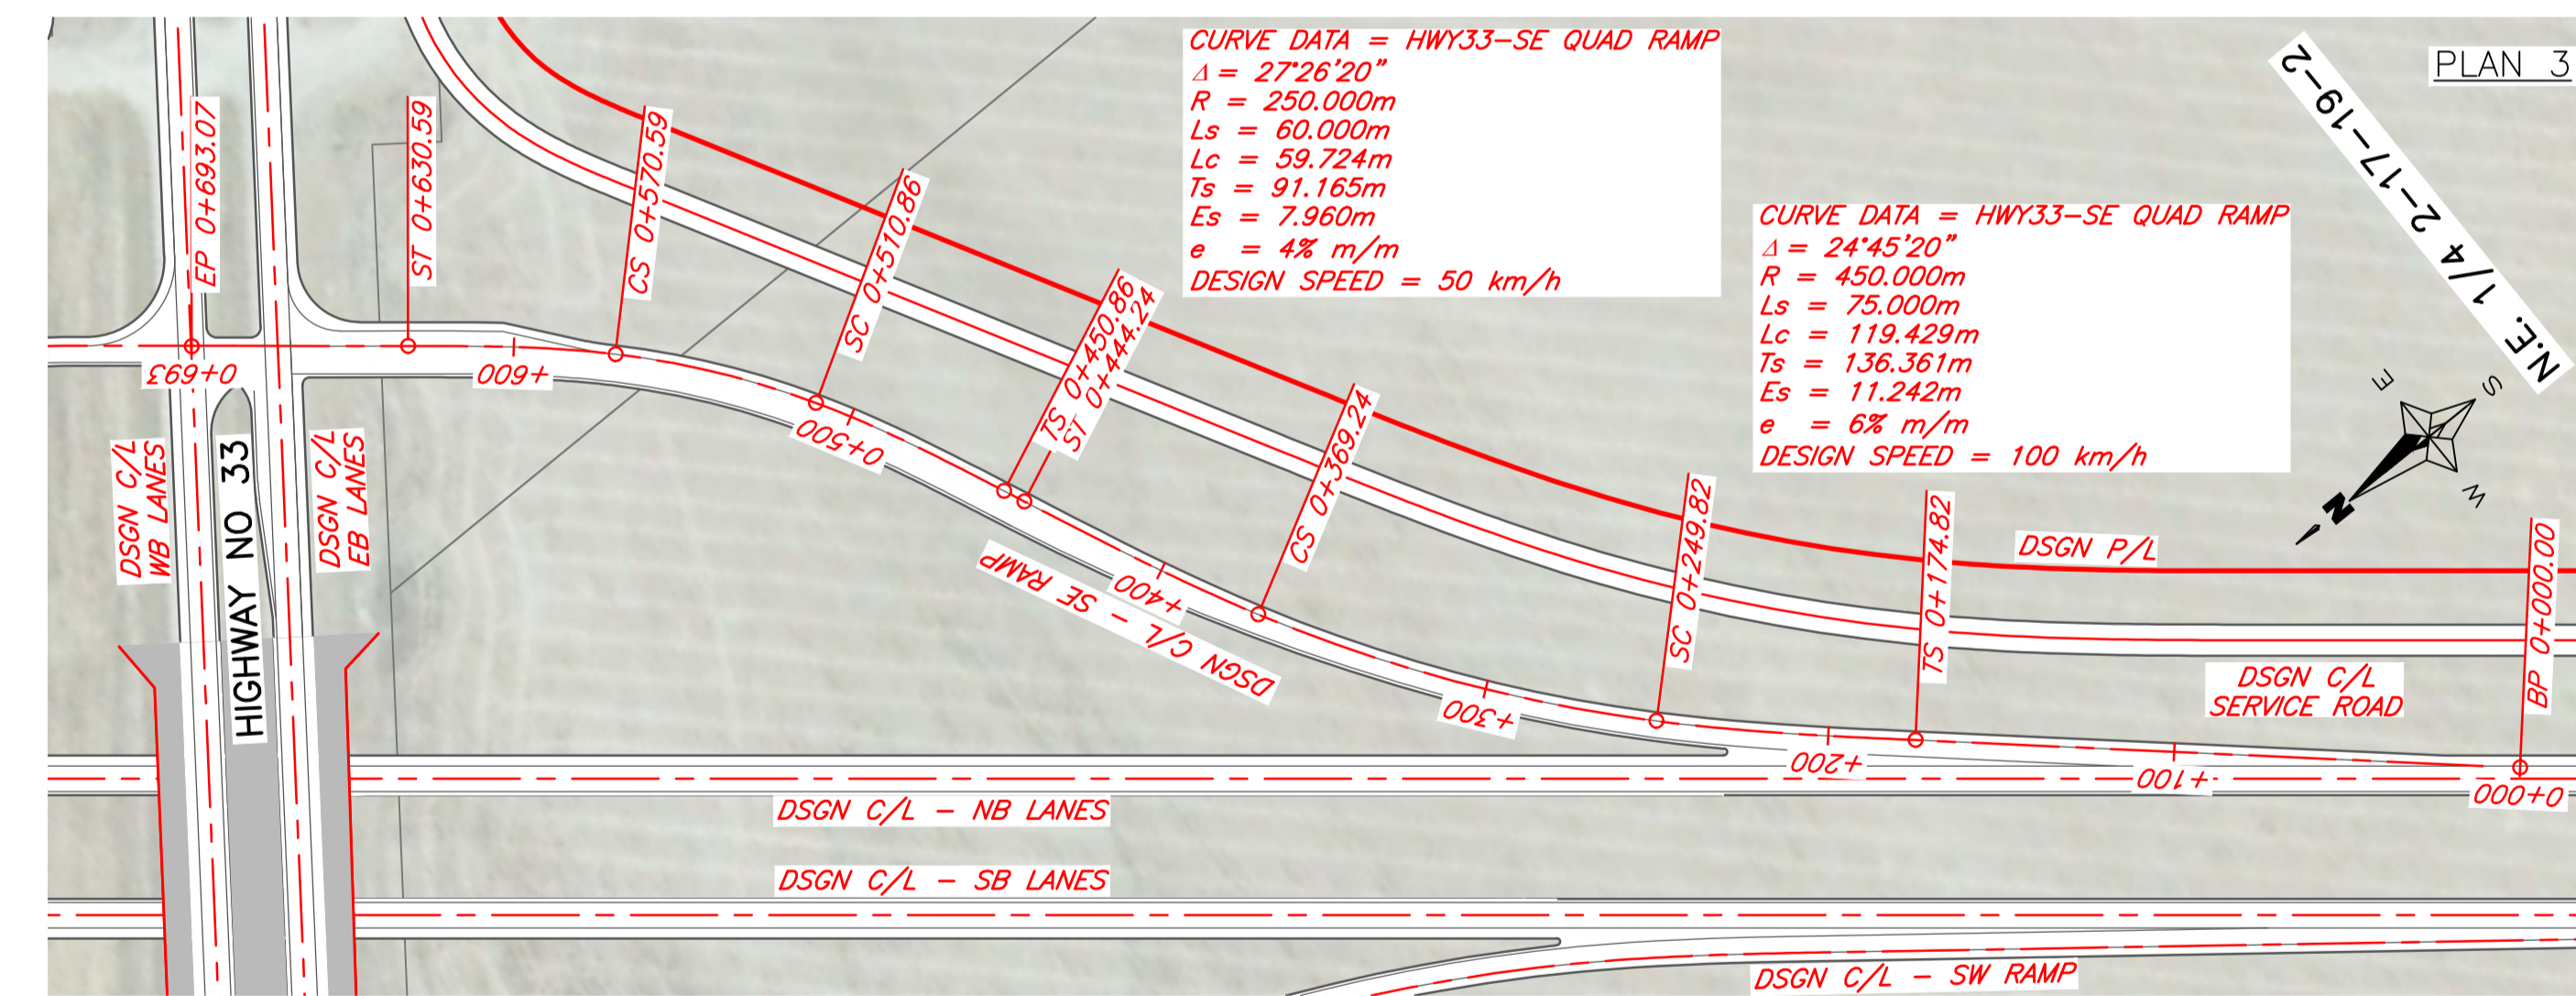 CURVE DATA = HWY33-SE QUAD RAMP
Δ = 27°26'20"
R = 250.000m
Ls = 60.000m
Lc = 59.724m
Ts = 91.165m
Es = 7.960m
e = 4% m/m
DESIGN SPEED = 50 km/h
PLAN 3
N.E. 1/4 2-17-19-2
CURVE DATA = HWY33-SE QUAD RAMP
Δ = 24°45'20"
R = 450.000m
Ls = 75.000m
Lc = 119.429m
Ts = 136.361m
Es = 11.242m
e = 6% m/m
DESIGN SPEED = 100 km/h
E
S
W
N
EP 0+693.07
ST 0+630.59
CS 0+570.59
SC 0+510.86
TS 0+450.86
ST 0+444.24
CS 0+369.24
SC 0+249.82
TS 0+174.82
BP 0+000.00
0+693
+600
0+500
+400
+300
+200
+100
0+000
DSGN C/L
WB LANES
HIGHWAY NO 33
DSGN C/L
EB LANES
DSGN C/L - SE RAMP
DSGN P/L
DSGN C/L
SERVICE ROAD
DSGN C/L - NB LANES
DSGN C/L - SB LANES
DSGN C/L - SW RAMP